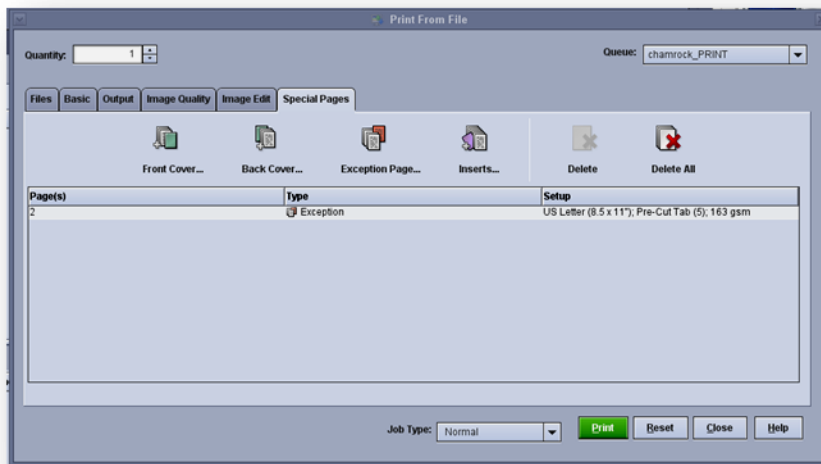 Print From File
Quantity: 1
Queue: chamrock_PRINT
Files Basic Output Image Quality Image Edit Special Pages
Front Cover... Back Cover... Exception Page... Inserts... Delete Delete All
Page(s) Type Setup
2 Exception US Letter (8.5 x 11"); Pre-Cut Tab (5); 163 gsm
Job Type: Normal Print Reset Close Help